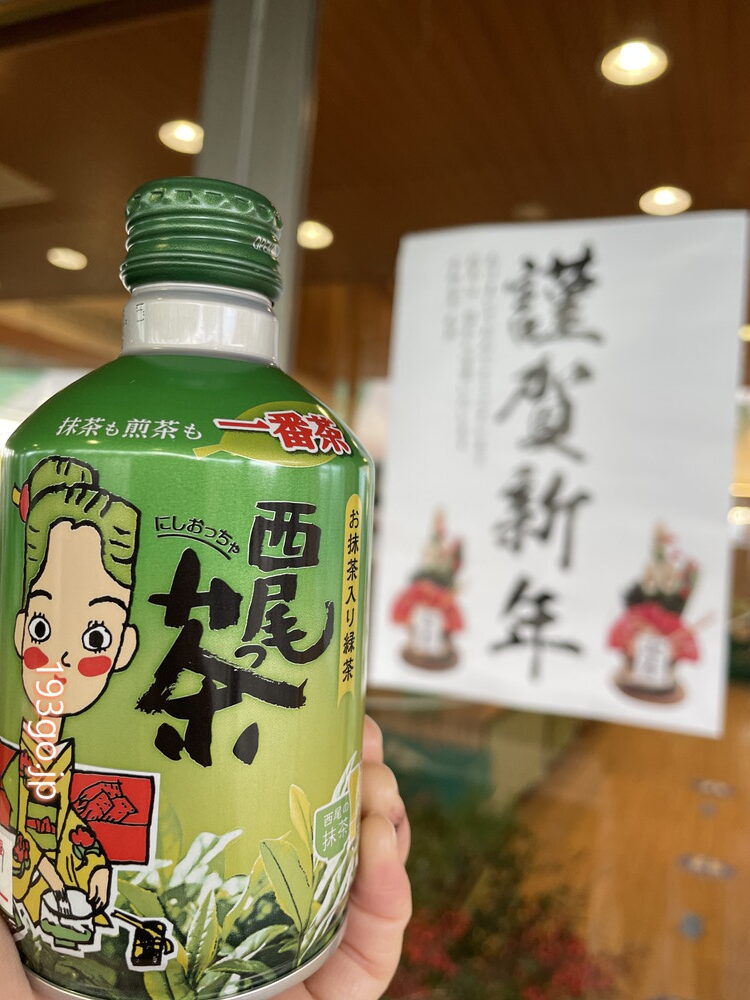 抹茶も煎茶も
一番茶
にしおっちゃ
西尾っ茶
お抹茶入り緑茶
西尾の
抹茶
193go.jp
謹賀新年